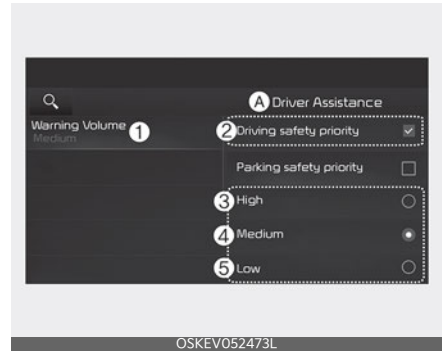 A Driver Assistance
Warning Volume 1
Medium
2 Driving safety priority
Parking safety priority
3 High
4 Medium
5 Low
OSKEV052473L